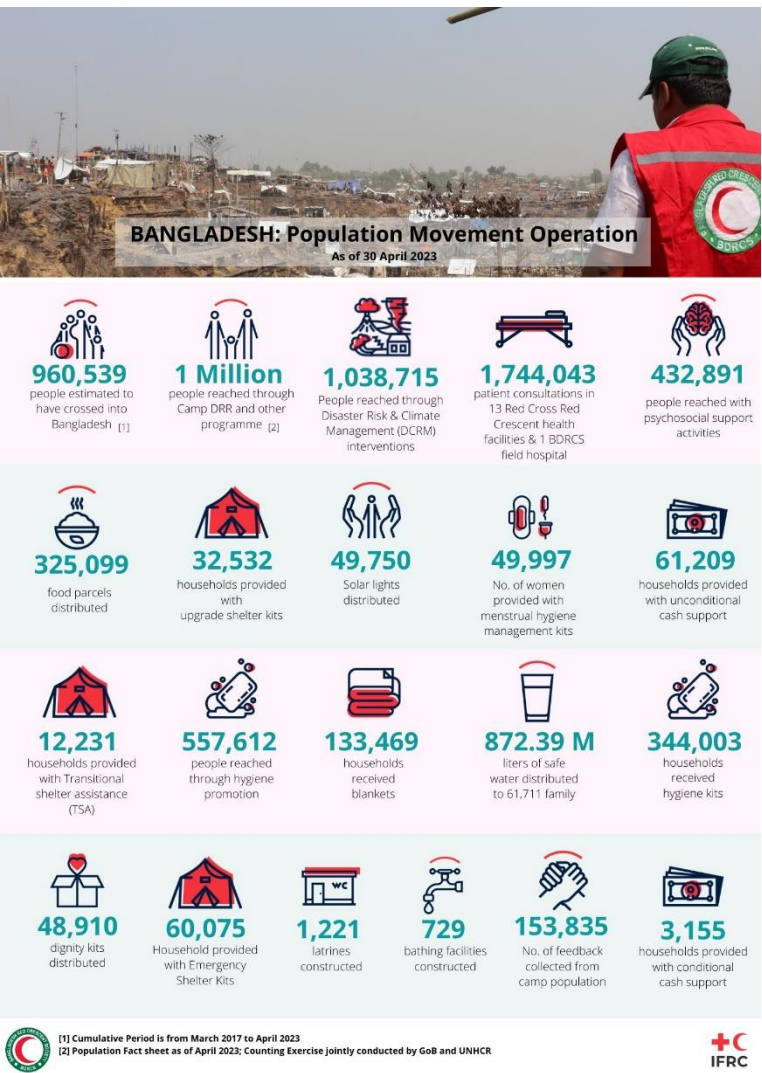 BANGLADESH RED CRESCENT
BDRCS
BANGLADESH: Population Movement Operation
As of 30 April 2023
960,539
people estimated to
have crossed into
Bangladesh [1]
1 Million
people reached through
Camp DRR and other
programme [2]
1,038,715
People reached through
Disaster Risk & Climate
Management (DCRM)
interventions
1,744,043
patient consultations in
13 Red Cross Red
Crescent health
facilities & 1 BDRCS
field hospital
432,891
people reached with
psychosocial support
activities
325,099
food parcels
distributed
32,532
households provided
with
upgrade shelter kits
49,750
Solar lights
distributed
49,997
No. of women
provided with
menstrual hygiene
management kits
61,209
households provided
with unconditional
cash support
12,231
households provided
with Transitional
shelter assistance
(TSA)
557,612
people reached
through hygiene
promotion
133,469
households
received
blankets
872.39 M
liters of safe
water distributed
to 61,711 family
344,003
households
received
hygiene kits
48,910
dignity kits
distributed
60,075
Household provided
with Emergency
Shelter Kits
WC
1,221
latrines
constructed
729
bathing facilities
constructed
153,835
No. of feedback
collected from
camp population
3,155
households provided
with conditional
cash support
BANGLADESH RED CRESCENT SOCIETY
BDRCS
[1] Cumulative Period is from March 2017 to April 2023
[2] Population Fact sheet as of April 2023; Counting Exercise jointly conducted by GoB and UNHCR
IFRC